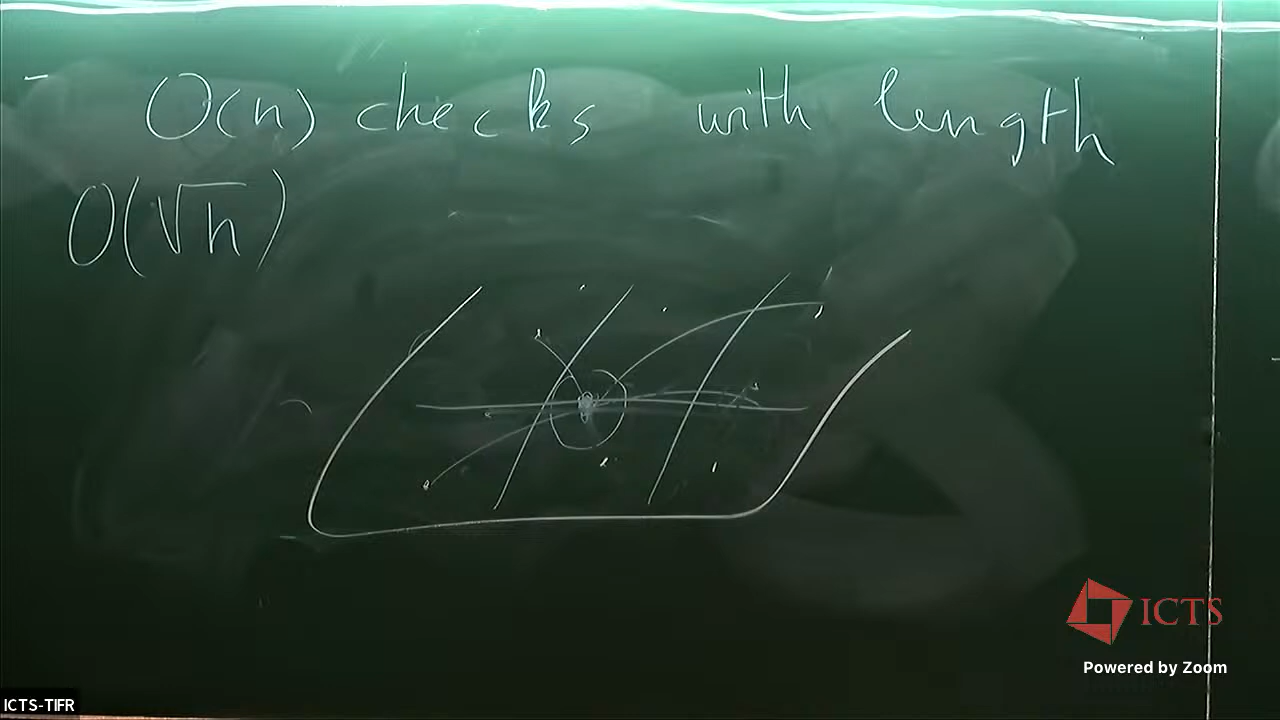 - O(n) checks with length
O(√n)
ICTS
Powered by Zoom
ICTS-TIFR